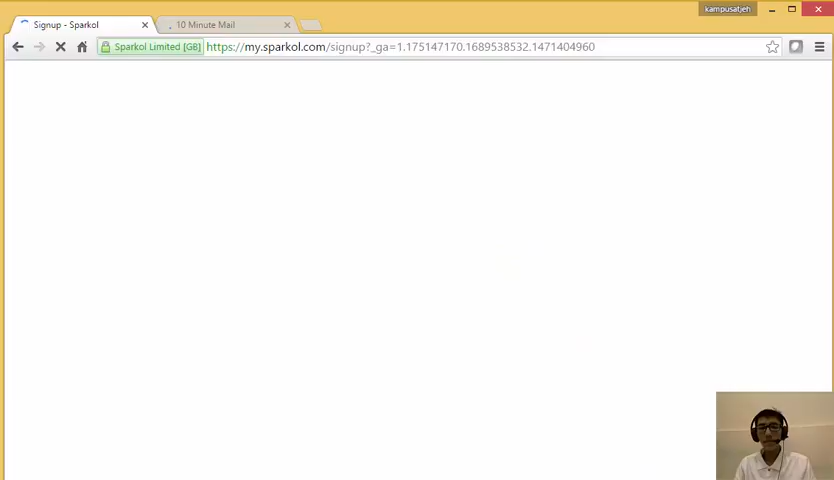 kampusatjeh
Signup - Sparkol
10 Minute Mail
Sparkol Limited [GB]
https://my.sparkol.com/signup?_ga=1.175147170.1689538532.1471404960